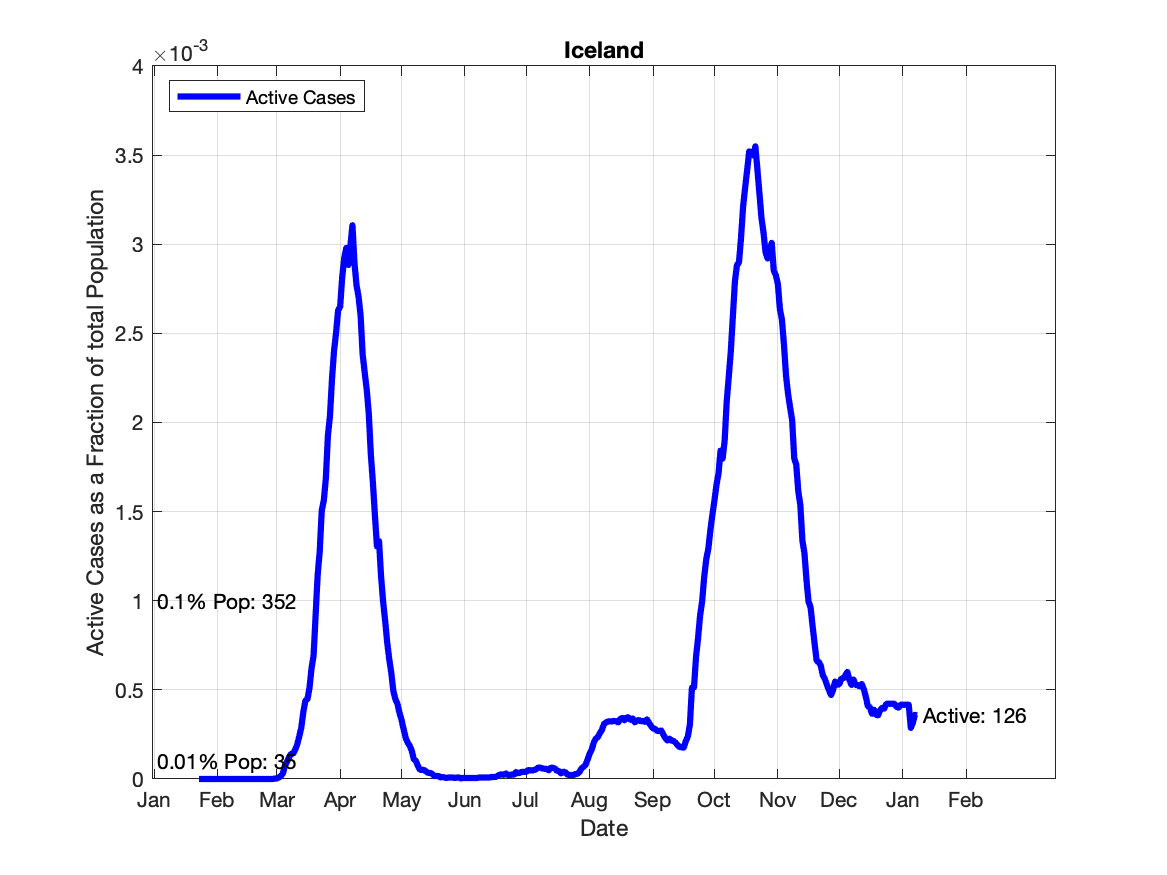 Iceland
×10⁻³
Active Cases
4
3.5
3
2.5
2
1.5
1
0.5
0
Active Cases as a Fraction of total Population
0.1% Pop: 352
0.01% Pop: 35
Active: 126
Jan Feb Mar Apr May Jun Jul Aug Sep Oct Nov Dec Jan Feb
Date